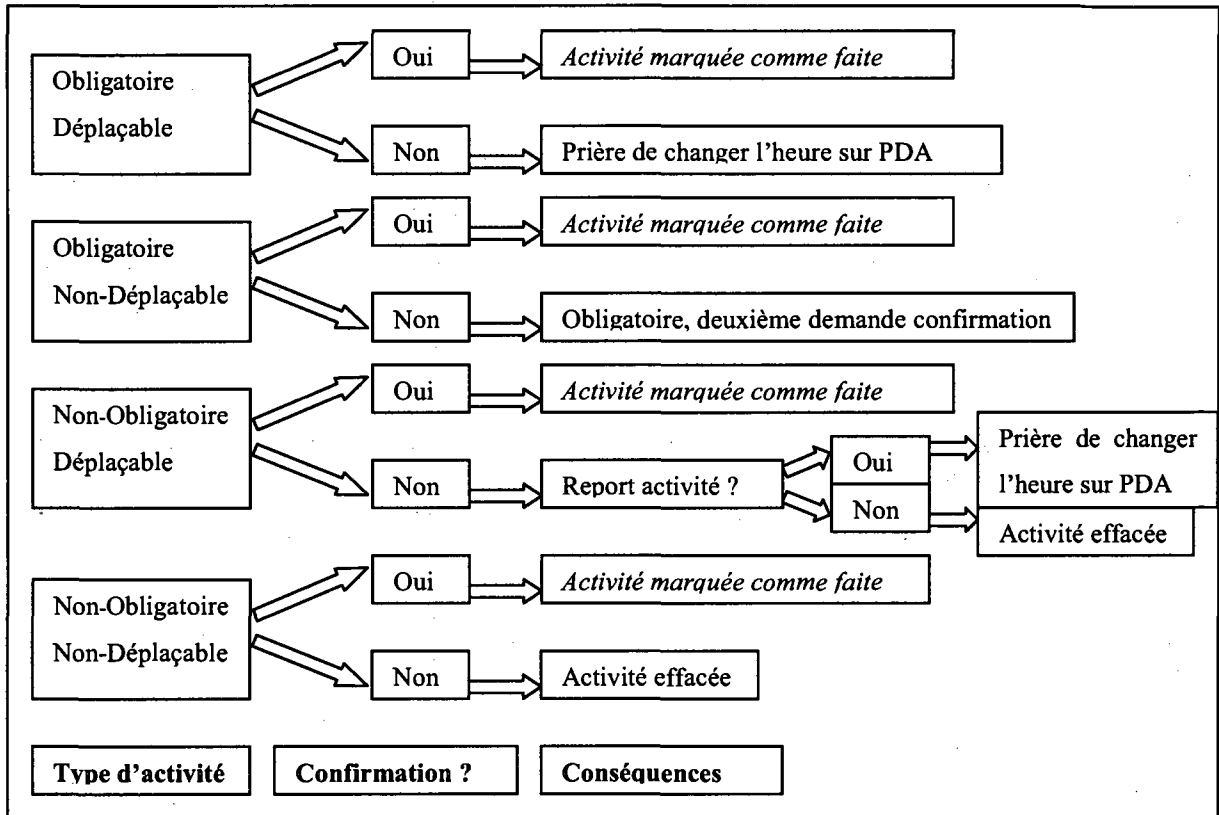 Obligatoire
Déplaçable
Oui
Activité marquée comme faite
Non
Prière de changer l'heure sur PDA
Obligatoire
Non-Déplaçable
Oui
Activité marquée comme faite
Non
Obligatoire, deuxième demande confirmation
Non-Obligatoire
Déplaçable
Oui
Activité marquée comme faite
Non
Report activité ?
Oui
Prière de changer
l'heure sur PDA
Non
Activité effacée
Non-Obligatoire
Non-Déplaçable
Oui
Activité marquée comme faite
Non
Activité effacée
Type d'activité
Confirmation ?
Conséquences